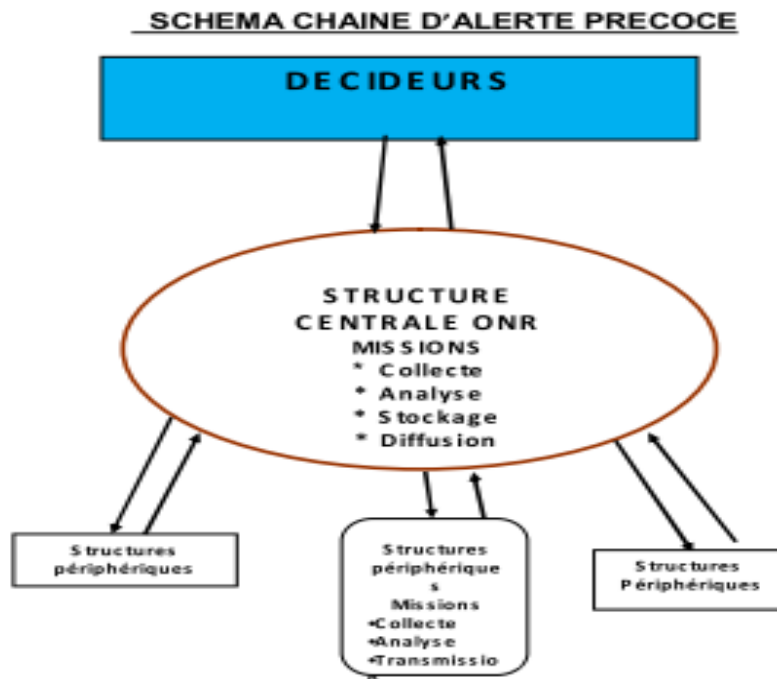 SCHEMA CHAINE D'ALERTE PRECOCE
DECIDEURS
STRUCTURE
CENTRALE ONR
MISSIONS
* Collecte
* Analyse
* Stockage
* Diffusion
Structures
périphériques
Structures
périphérique
s
Missions
•Collecte
•Analyse
•Transmissio
Structures
Périphériques